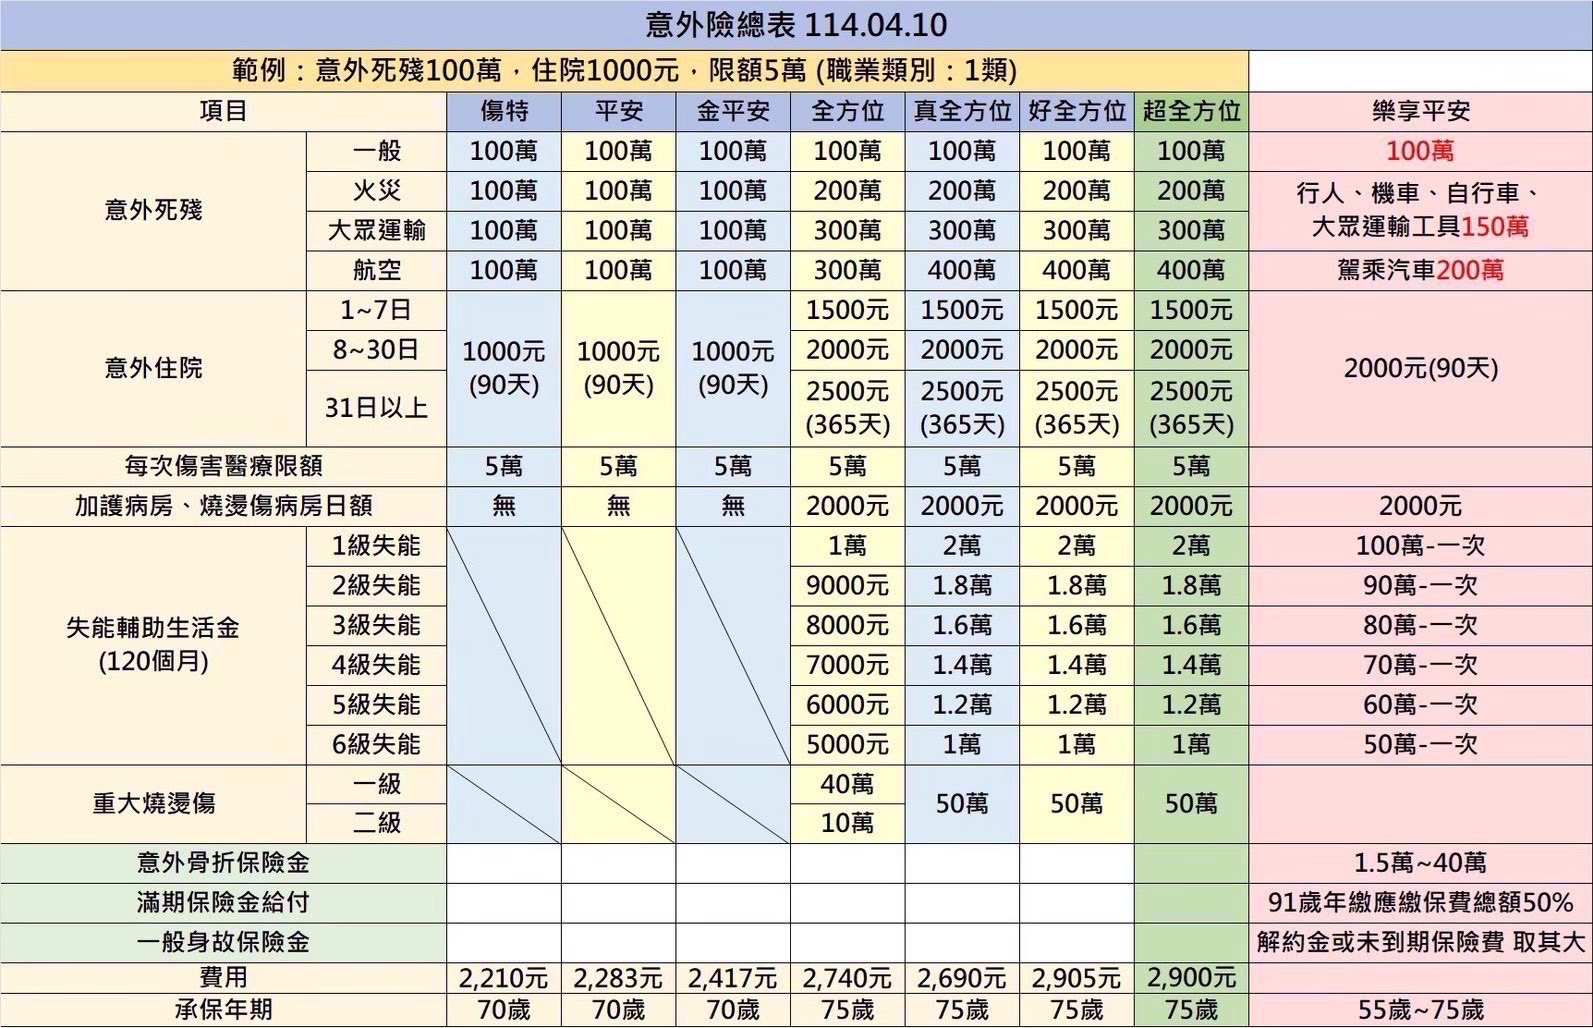 意外險總表 114.04.10
範例：意外死殘100萬，住院1000元，限額5萬 (職業類別：1類)
項目 傷特 平安 金平安 全方位 真全方位 好全方位 超全方位 樂享平安
意外死殘
一般 100萬 100萬 100萬 100萬 100萬 100萬 100萬 100萬
火災 100萬 100萬 100萬 200萬 200萬 200萬 200萬 行人、機車、自行車、
大眾運輸工具150萬
大眾運輸 100萬 100萬 100萬 300萬 300萬 300萬 300萬
航空 100萬 100萬 100萬 300萬 400萬 400萬 400萬 駕乘汽車200萬
意外住院
1~7日 1500元 1500元 1500元 1500元
8~30日 2000元 2000元 2000元 2000元
1000元 1000元 1000元
(90天) (90天) (90天)
2000元(90天)
31日以上 2500元 2500元 2500元 2500元
(365天) (365天) (365天) (365天)
每次傷害醫療限額 5萬 5萬 5萬 5萬 5萬 5萬 5萬
加護病房、燒燙傷病房日額 無 無 無 2000元 2000元 2000元 2000元 2000元
失能輔助生活金
(120個月)
1級失能 1萬 2萬 2萬 2萬 100萬-一次
2級失能 9000元 1.8萬 1.8萬 1.8萬 90萬-一次
3級失能 8000元 1.6萬 1.6萬 1.6萬 80萬-一次
4級失能 7000元 1.4萬 1.4萬 1.4萬 70萬-一次
5級失能 6000元 1.2萬 1.2萬 1.2萬 60萬-一次
6級失能 5000元 1萬 1萬 1萬 50萬-一次
重大燒燙傷
一級 40萬
50萬 50萬 50萬
二級 10萬
意外骨折保險金 1.5萬~40萬
滿期保險金給付 91歲年繳應繳保費總額50%
一般身故保險金 解約金或未到期保險費 取其大
費用 2,210元 2,283元 2,417元 2,740元 2,690元 2,905元 2,900元
承保年期 70歲 70歲 70歲 75歲 75歲 75歲 75歲 55歲~75歲